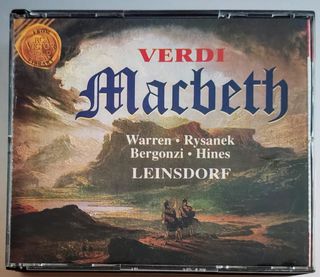 VERDI
Macbeth
Warren • Rysanek
Bergonzi • Hines
LEINSDORF